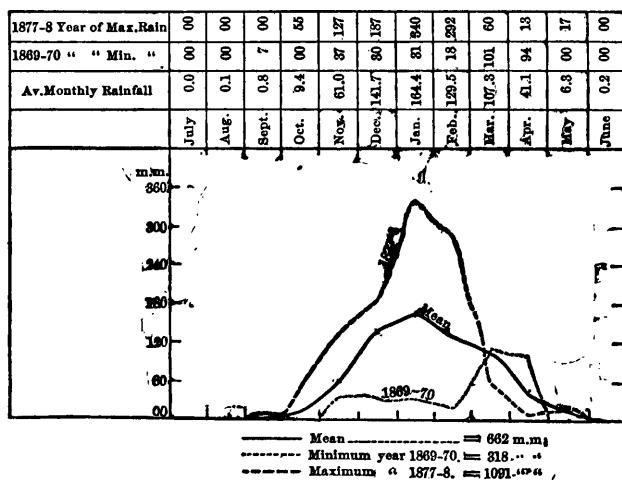 1877-8 Year of Max. Rain 00 00 00 55 127 187 340 292 60 13 17 00
1869-70 “ “ Min. “ 00 00 7 00 37 30 31 18 101 94 00 00
Av. Monthly Rainfall 0.0 0.1 0.8 9.4 61.0 141.7 164.4 129.5 107.3 41.1 6.3 0.2
July Aug. Sept. Oct. Nov. Dec. Jan. Feb. Mar. Apr. May June
m.m.
360
300
240
180
120
60
00
Mean
1869-70
Mean = 662 m.m.
Minimum year 1869-70. = 318. “ “
Maximum “ 1877-8. = 1091 “ “